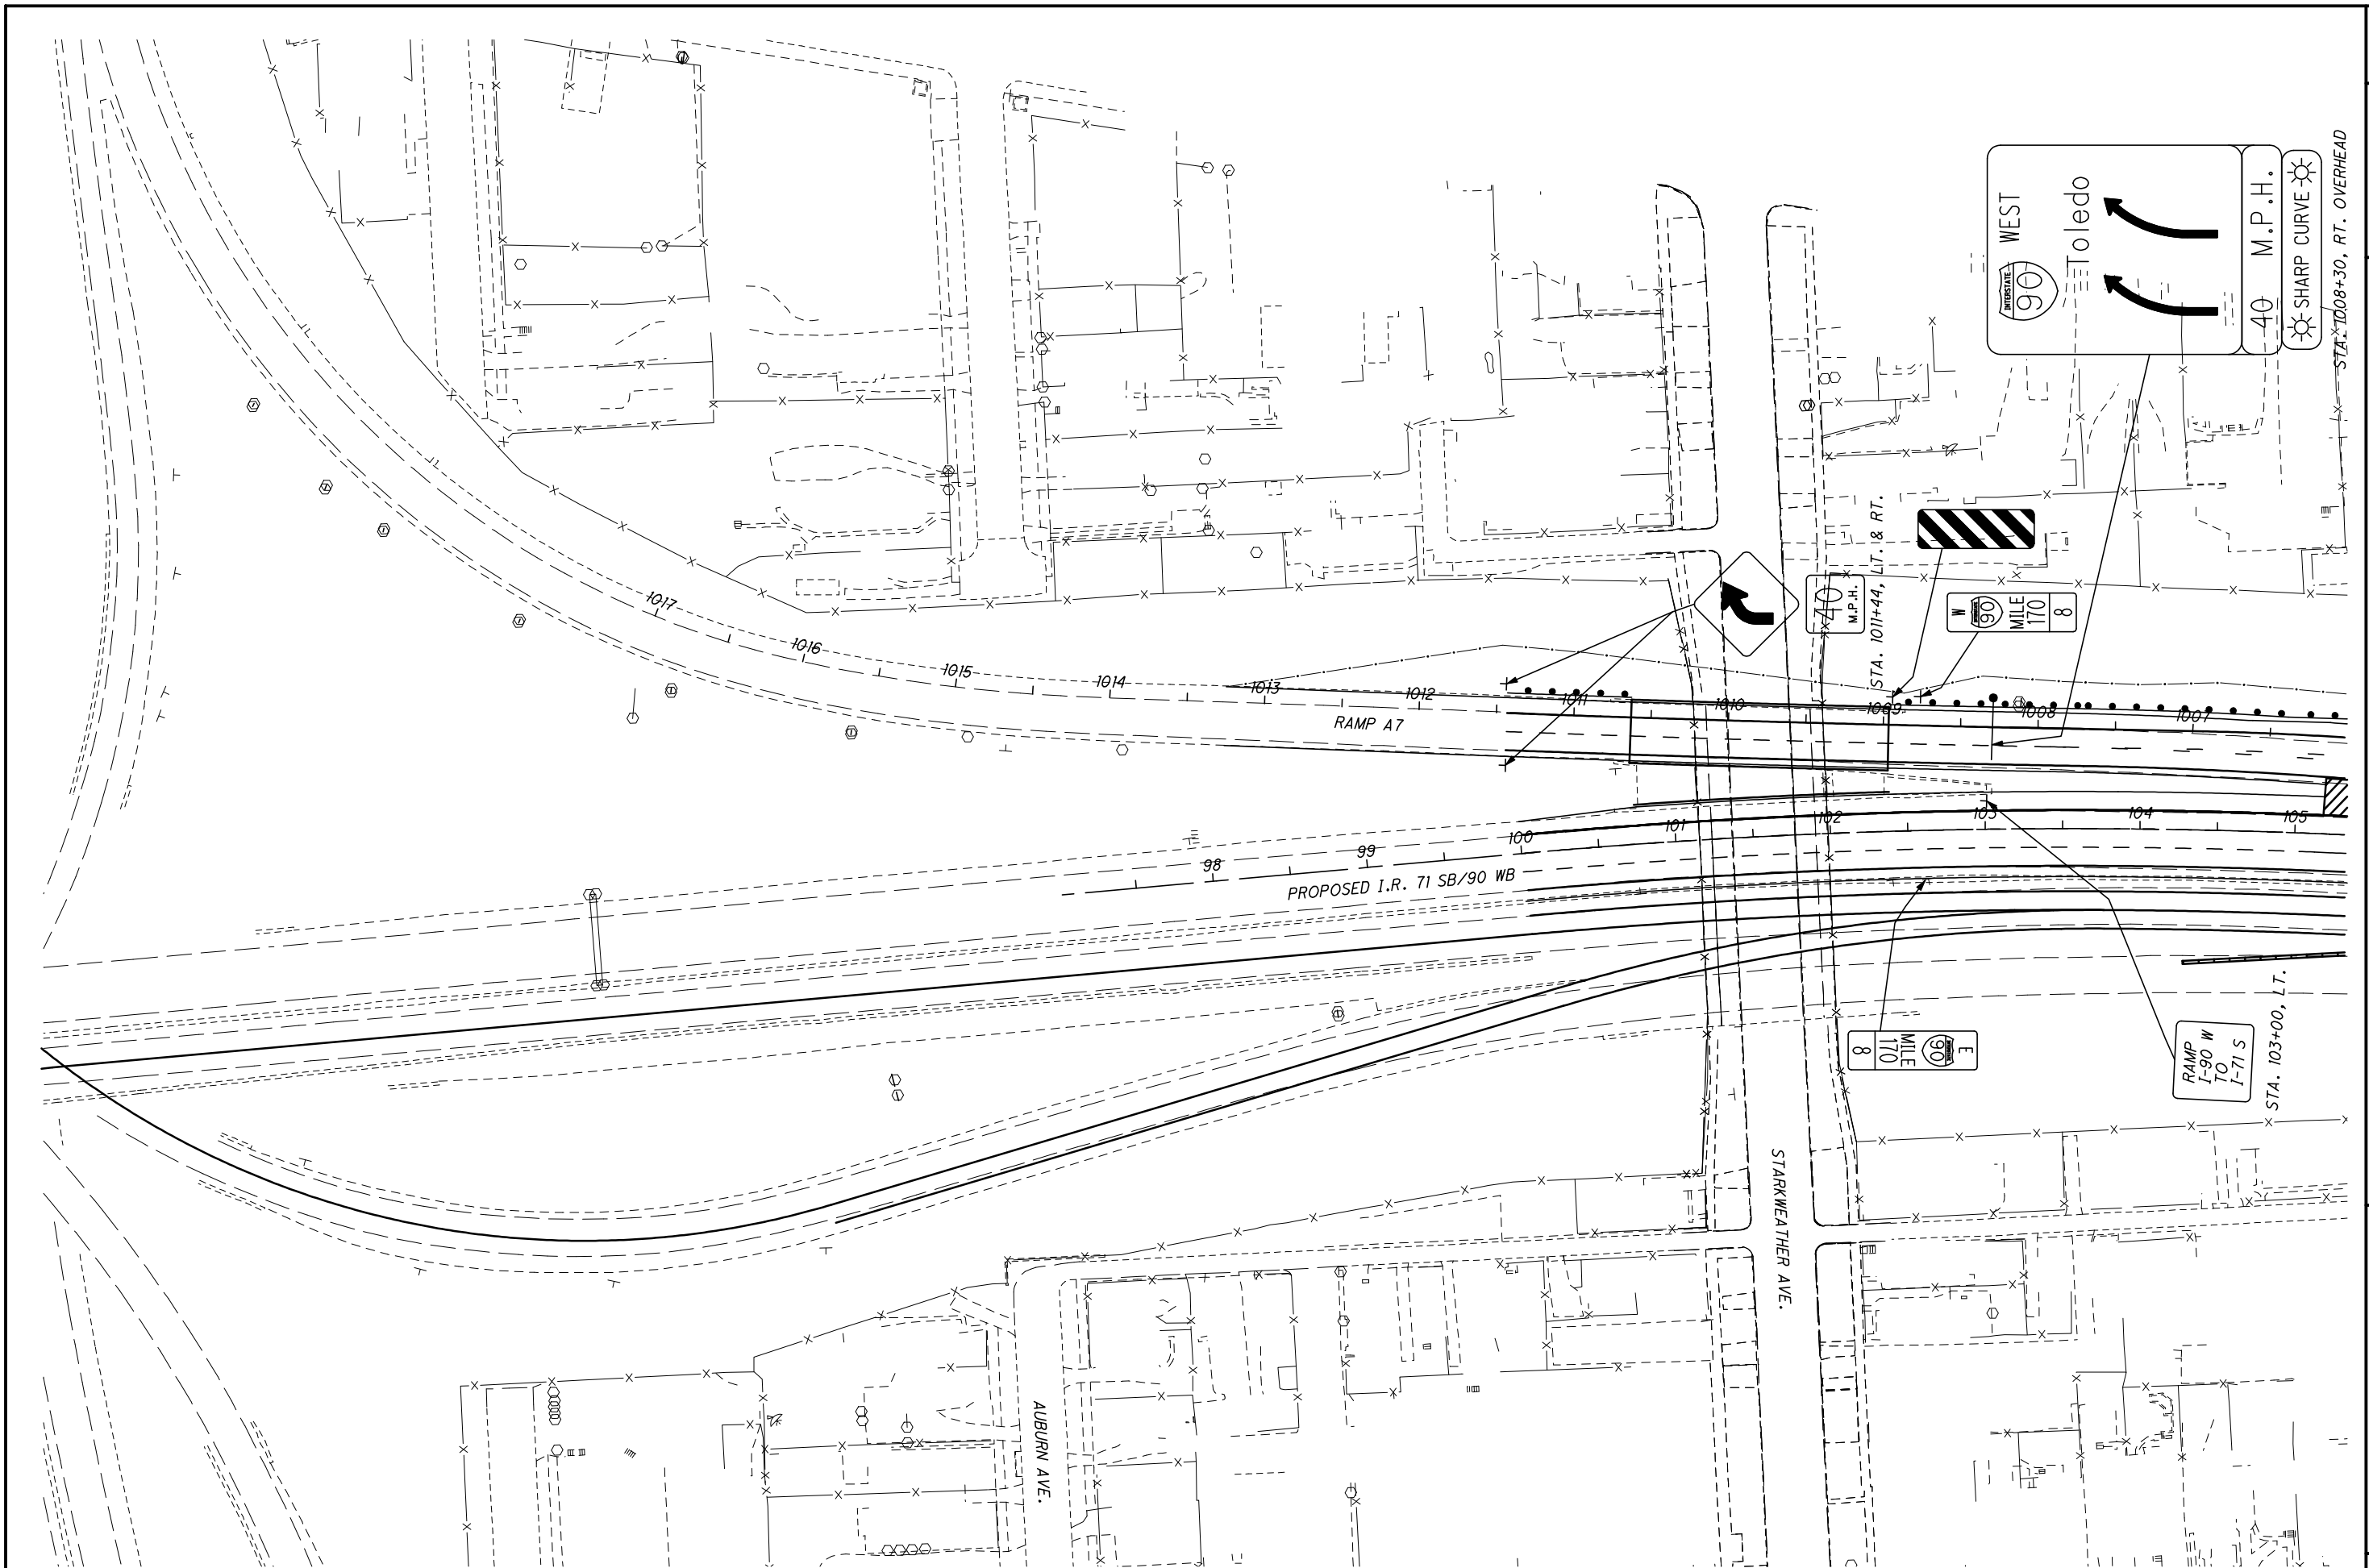 INTERSTATE
90
WEST
Toledo
40 M.P.H.
SHARP CURVE
STA. 1008+30, RT. OVERHEAD
40
M.P.H.
STA. 1011+44, LT. & RT.
W
INTERSTATE
90
MILE
170
8
1017
1016
1015
1014
1013
1012
1011
1010
1009
1008
1007
RAMP A7
98
99
100
101
102
103
104
105
PROPOSED I.R. 71 SB/90 WB
E
90
MILE
170
8
RAMP
I-90 W
TO
I-71 S
STA. 103+00, LT.
STARKWEATHER AVE.
AUBURN AVE.